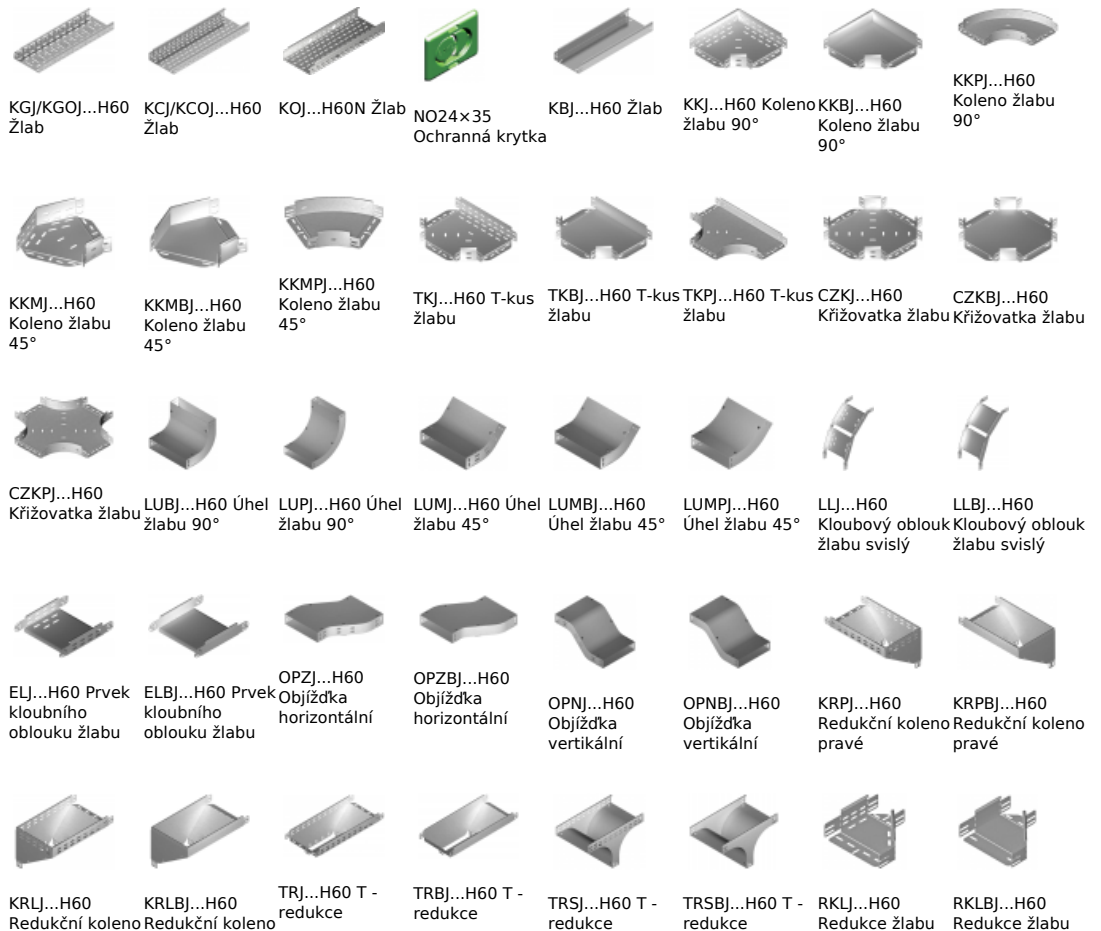 KGJ/KGOJ...H60
Žlab
KCJ/KCOJ...H60
Žlab
KOJ...H60N Žlab
NO24×35
Ochranná krytka
KBJ...H60 Žlab
KKJ...H60 Koleno
žlabu 90°
KKBJ...H60
Koleno žlabu
90°
KKPJ...H60
Koleno žlabu
90°
KKMJ...H60
Koleno žlabu
45°
KKMBJ...H60
Koleno žlabu
45°
KKMPJ...H60
Koleno žlabu
45°
TKJ...H60 T-kus
žlabu
TKBJ...H60 T-kus
žlabu
TKPJ...H60 T-kus
žlabu
CZKJ...H60
Křižovatka žlabu
CZKBJ...H60
Křižovatka žlabu
CZKPJ...H60
Křižovatka žlabu
LUBJ...H60 Úhel
žlabu 90°
LUPJ...H60 Úhel
žlabu 90°
LUMJ...H60 Úhel
žlabu 45°
LUMBJ...H60
Úhel žlabu 45°
LUMPJ...H60
Úhel žlabu 45°
LLJ...H60
Kloubový oblouk
žlabu svislý
LLBJ...H60
Kloubový oblouk
žlabu svislý
ELJ...H60 Prvek
kloubního
oblouku žlabu
ELBJ...H60 Prvek
kloubního
oblouku žlabu
OPZJ...H60
Objížďka
horizontální
OPZBJ...H60
Objížďka
horizontální
OPNJ...H60
Objížďka
vertikální
OPNBJ...H60
Objížďka
vertikální
KRPJ...H60
Redukční koleno
pravé
KRPBJ...H60
Redukční koleno
pravé
KRLJ...H60
Redukční koleno
KRLBJ...H60
Redukční koleno
TRJ...H60 T -
redukce
TRBJ...H60 T -
redukce
TRSJ...H60 T -
redukce
TRSBJ...H60 T -
redukce
RKLJ...H60
Redukce žlabu
RKLBJ...H60
Redukce žlabu